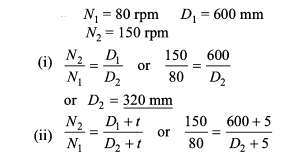 N₁ = 80 rpm D₁ = 600 mm
N₂ = 150 rpm
(i) N₂/N₁ = D₁/D₂ or 150/80 = 600/D₂
or D₂ = 320 mm
(ii) N₂/N₁ = D₁ + t/D₂ + t or 150/80 = 600 + 5/D₂ + 5